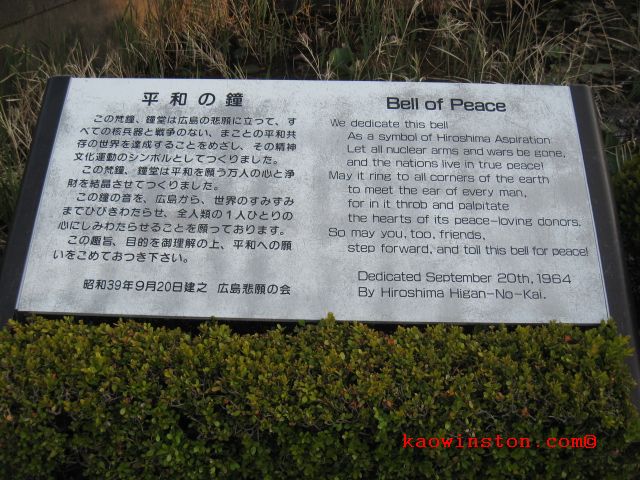 平和の鐘
この梵鐘、鐘堂は広島の悲願に立って、す
べての核兵器と戦争のない、まことの平和共
存の世界を達成することをめざし、その精神
文化運動のシンボルとしてつくりました。
この梵鐘、鐘堂は平和を願う万人の心と浄
財を結晶させてつくりました。
この鐘の音を、広島から、世界のすみずみ
までひびきわたらせ、全人類の1人ひとりの
心にしみわたらせることを願っております。
この趣旨、目的を御理解の上、平和への願
いをこめておつき下さい。
昭和39年9月20日建之 広島悲願の会
Bell of Peace
We dedicate this bell
As a symbol of Hiroshima Aspiration.
Let all nuclear arms and wars be gone,
and the nations live in true peace!
May it ring to all corners of the earth
to meet the ear of every man,
for in it throb and palpitate
the hearts of its peace-loving donors.
So may you, too, friends,
step forward, and toll this bell for peace!
Dedicated September 20th, 1964
By Hiroshima Higan-No-Kai.
kaowinston.com@